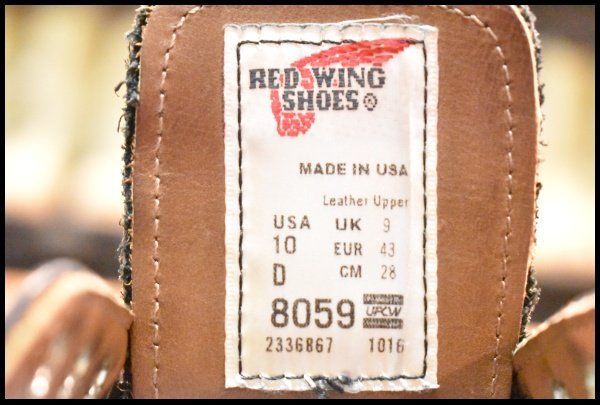 RED WING
SHOES ®
MADE IN USA
Leather Upper
USA UK 9
10 EUR 43
D CM 28
8059 UFCW
2336867 1016